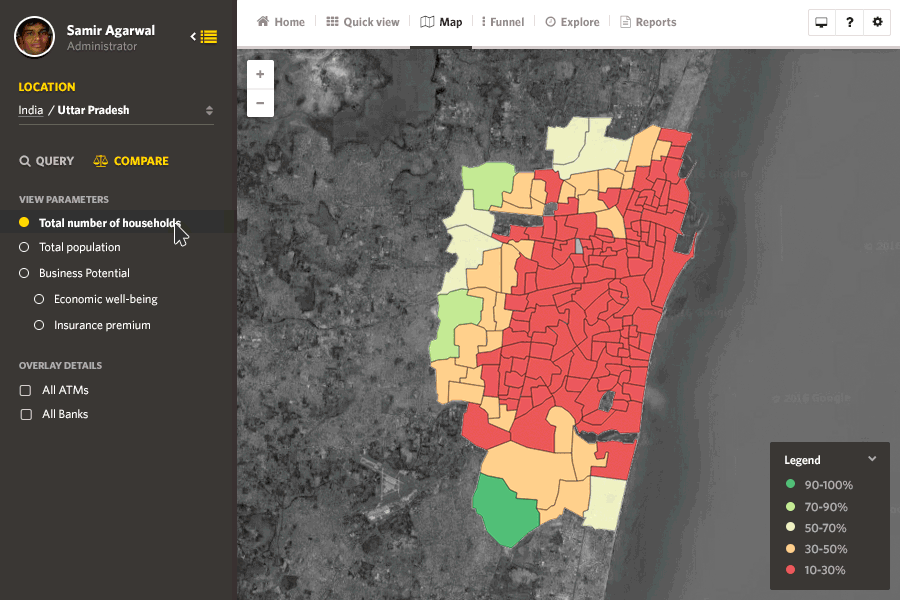 Samir Agarwal
Administrator
LOCATION
India / Uttar Pradesh
QUERY
COMPARE
VIEW PARAMETERS
Total number of households
Total population
Business Potential
Economic well-being
Insurance premium
OVERLAY DETAILS
All ATMs
All Banks
Home
Quick view
Map
Funnel
Explore
Reports
?
+
−
© 2016 Google
Legend
90-100%
70-90%
50-70%
30-50%
10-30%